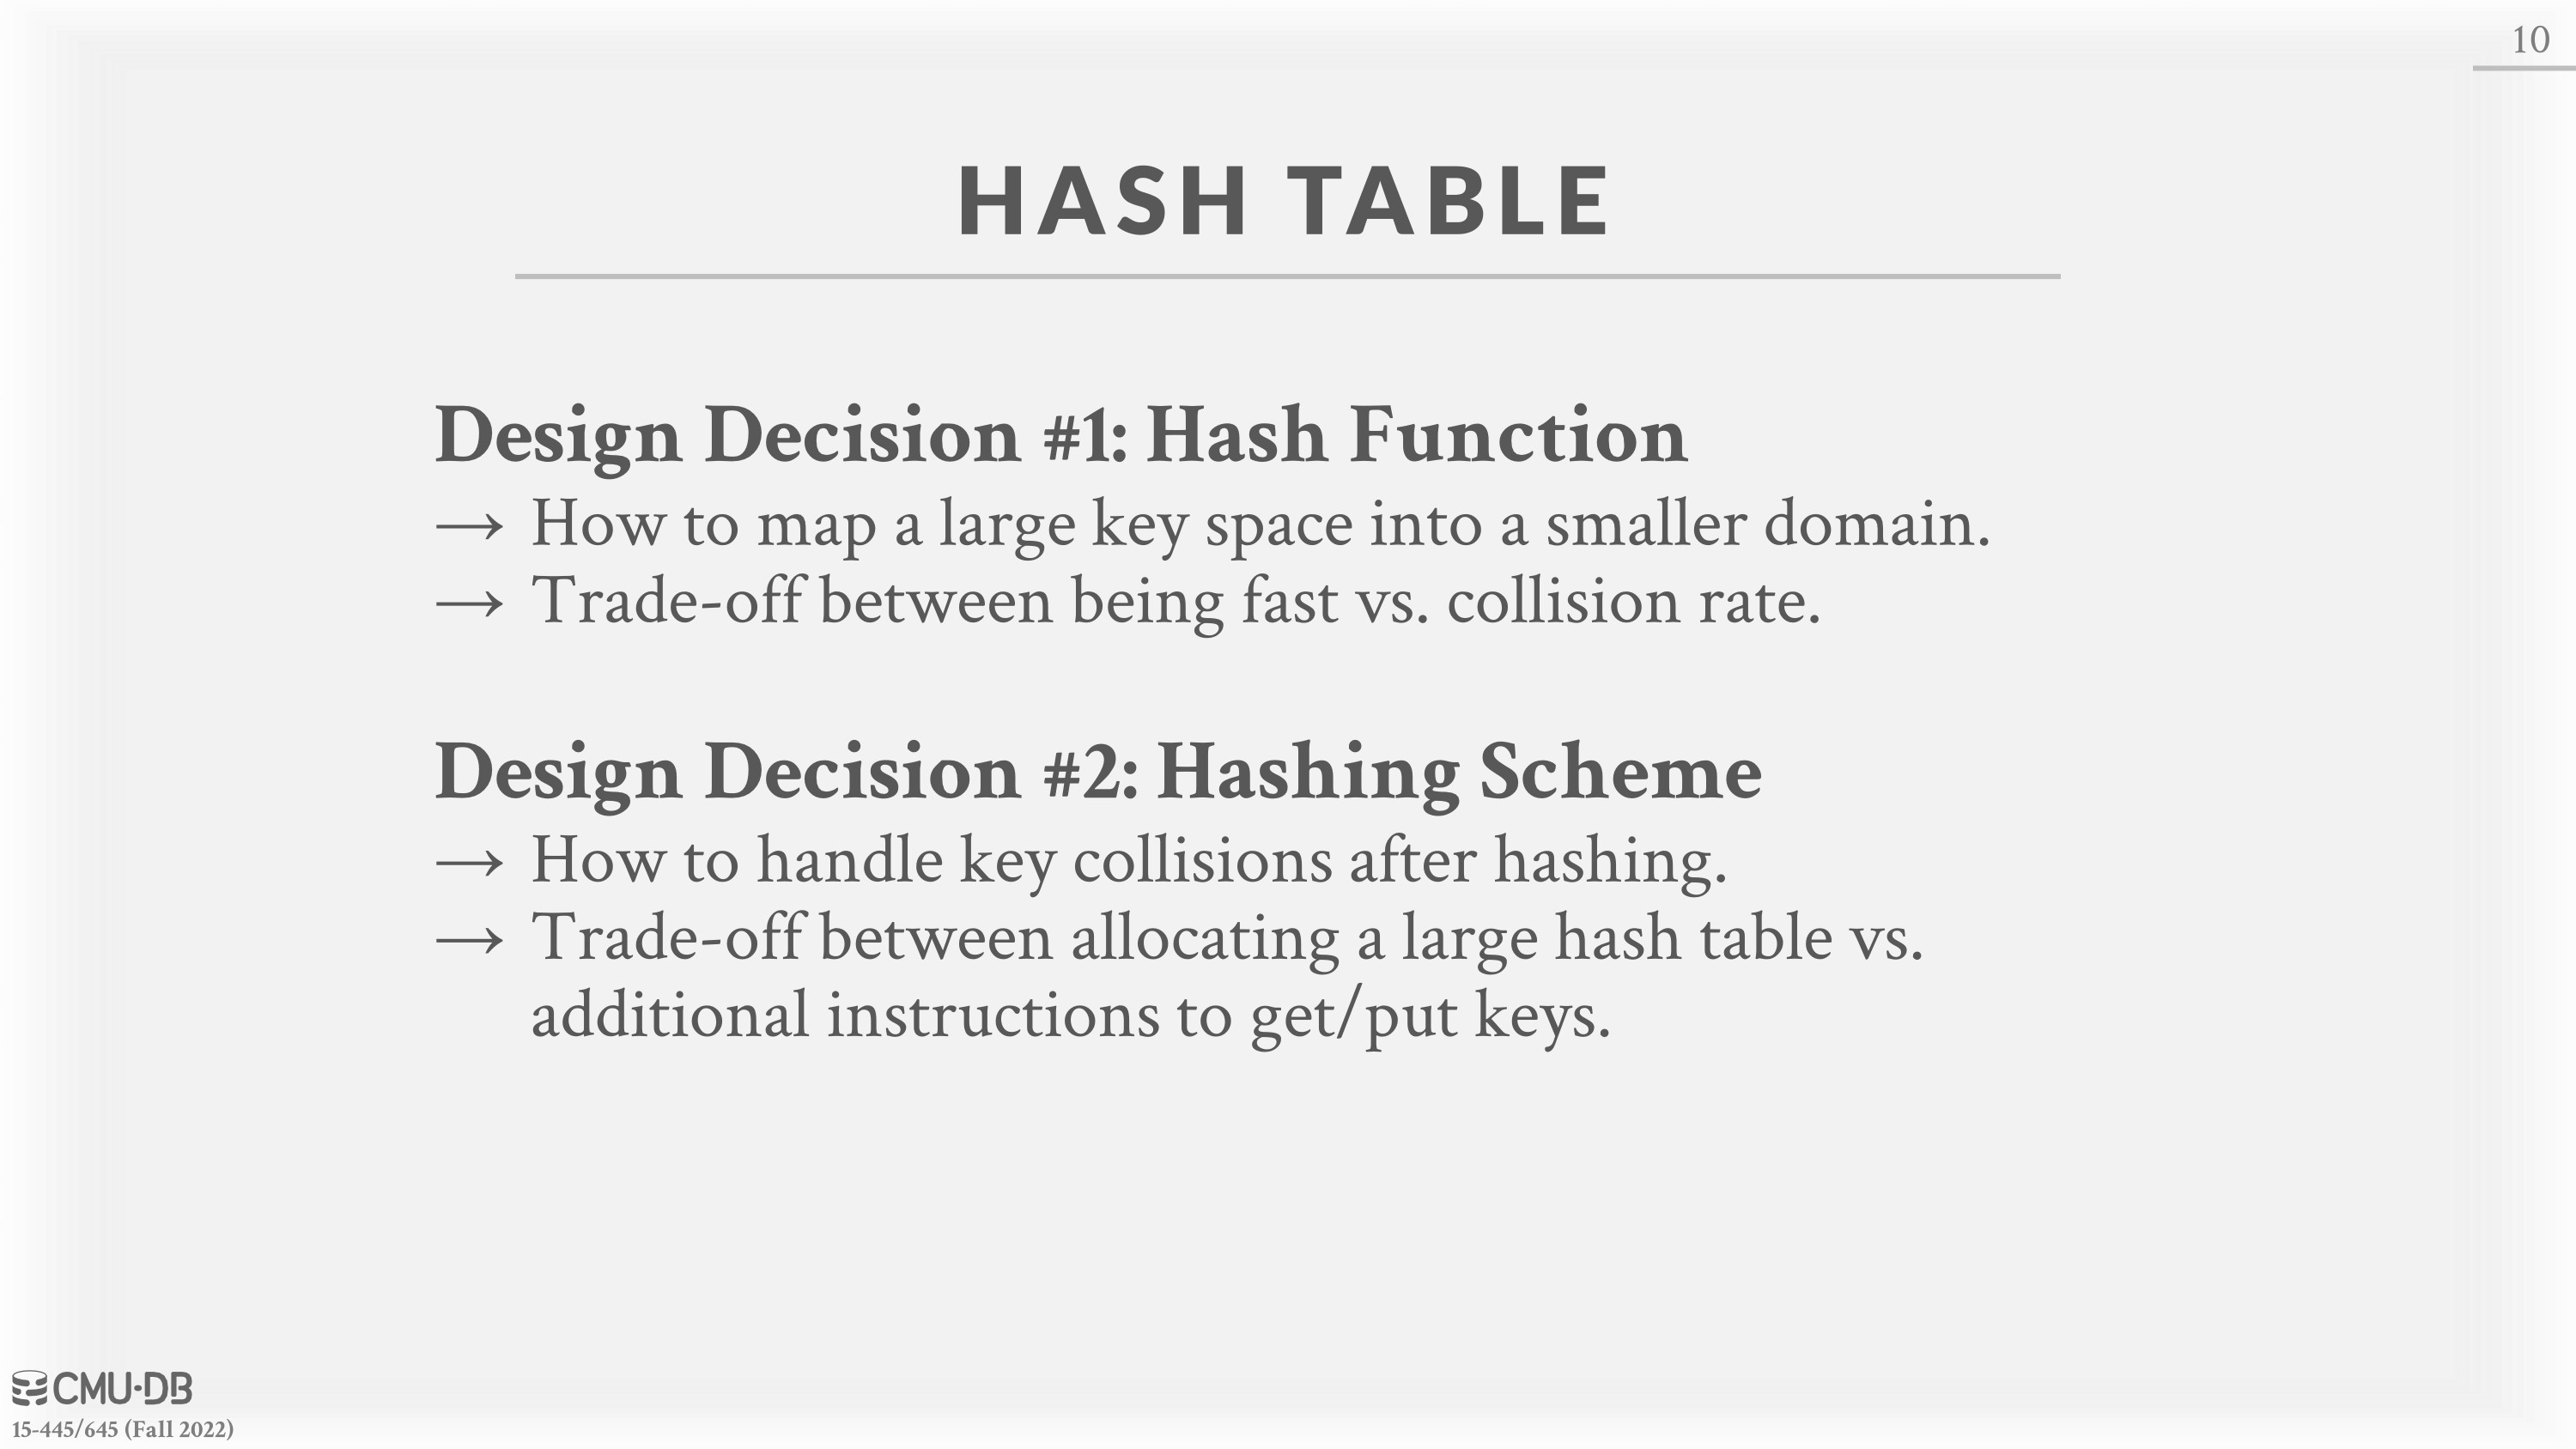 10
HASH TABLE
Design Decision #1: Hash Function
→ How to map a large key space into a smaller domain.
→ Trade-off between being fast vs. collision rate.
Design Decision #2: Hashing Scheme
→ How to handle key collisions after hashing.
→ Trade-off between allocating a large hash table vs.
additional instructions to get/put keys.
CMU·DB
15-445/645 (Fall 2022)